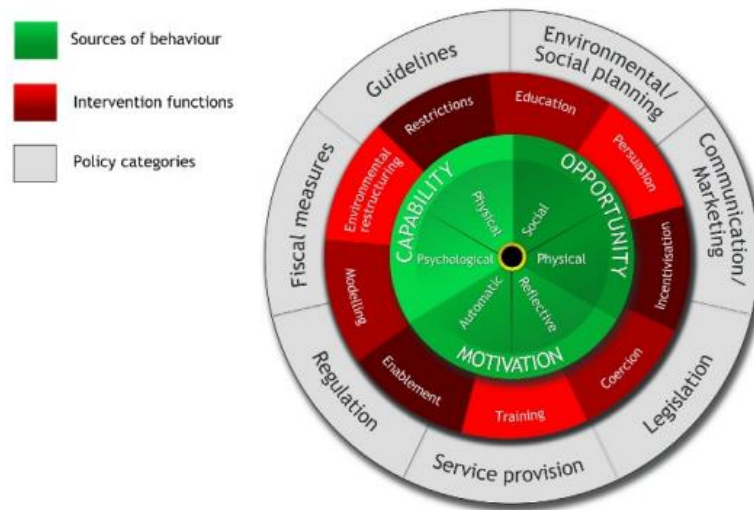 Sources of behaviour
Intervention functions
Policy categories
Environmental/
Social planning
Communication/
Marketing
Legislation
Service provision
Regulation
Fiscal measures
Guidelines
Education
Persuasion
Incentivisation
Coercion
Training
Enablement
Modelling
Environmental
restructuring
Restrictions
CAPABILITY
OPPORTUNITY
MOTIVATION
Physical
Social
Psychological
Physical
Automatic
Reflective